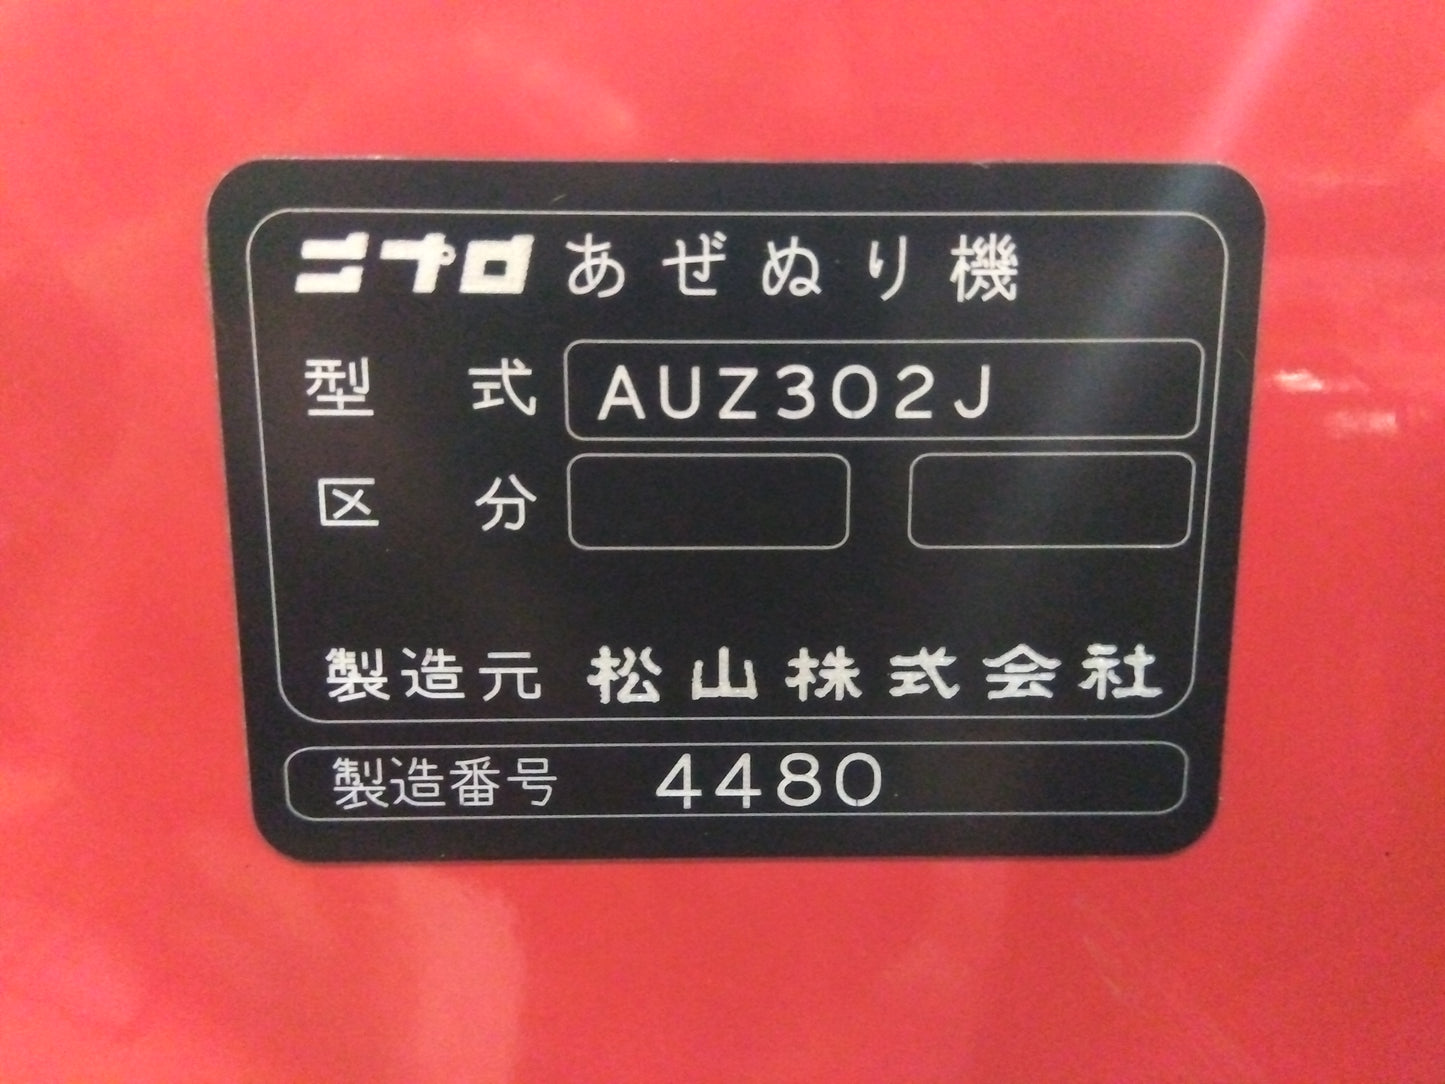 ニプロ あぜぬり機
型式 AUZ302J
区分
製造元 松山株式会社
製造番号 4480